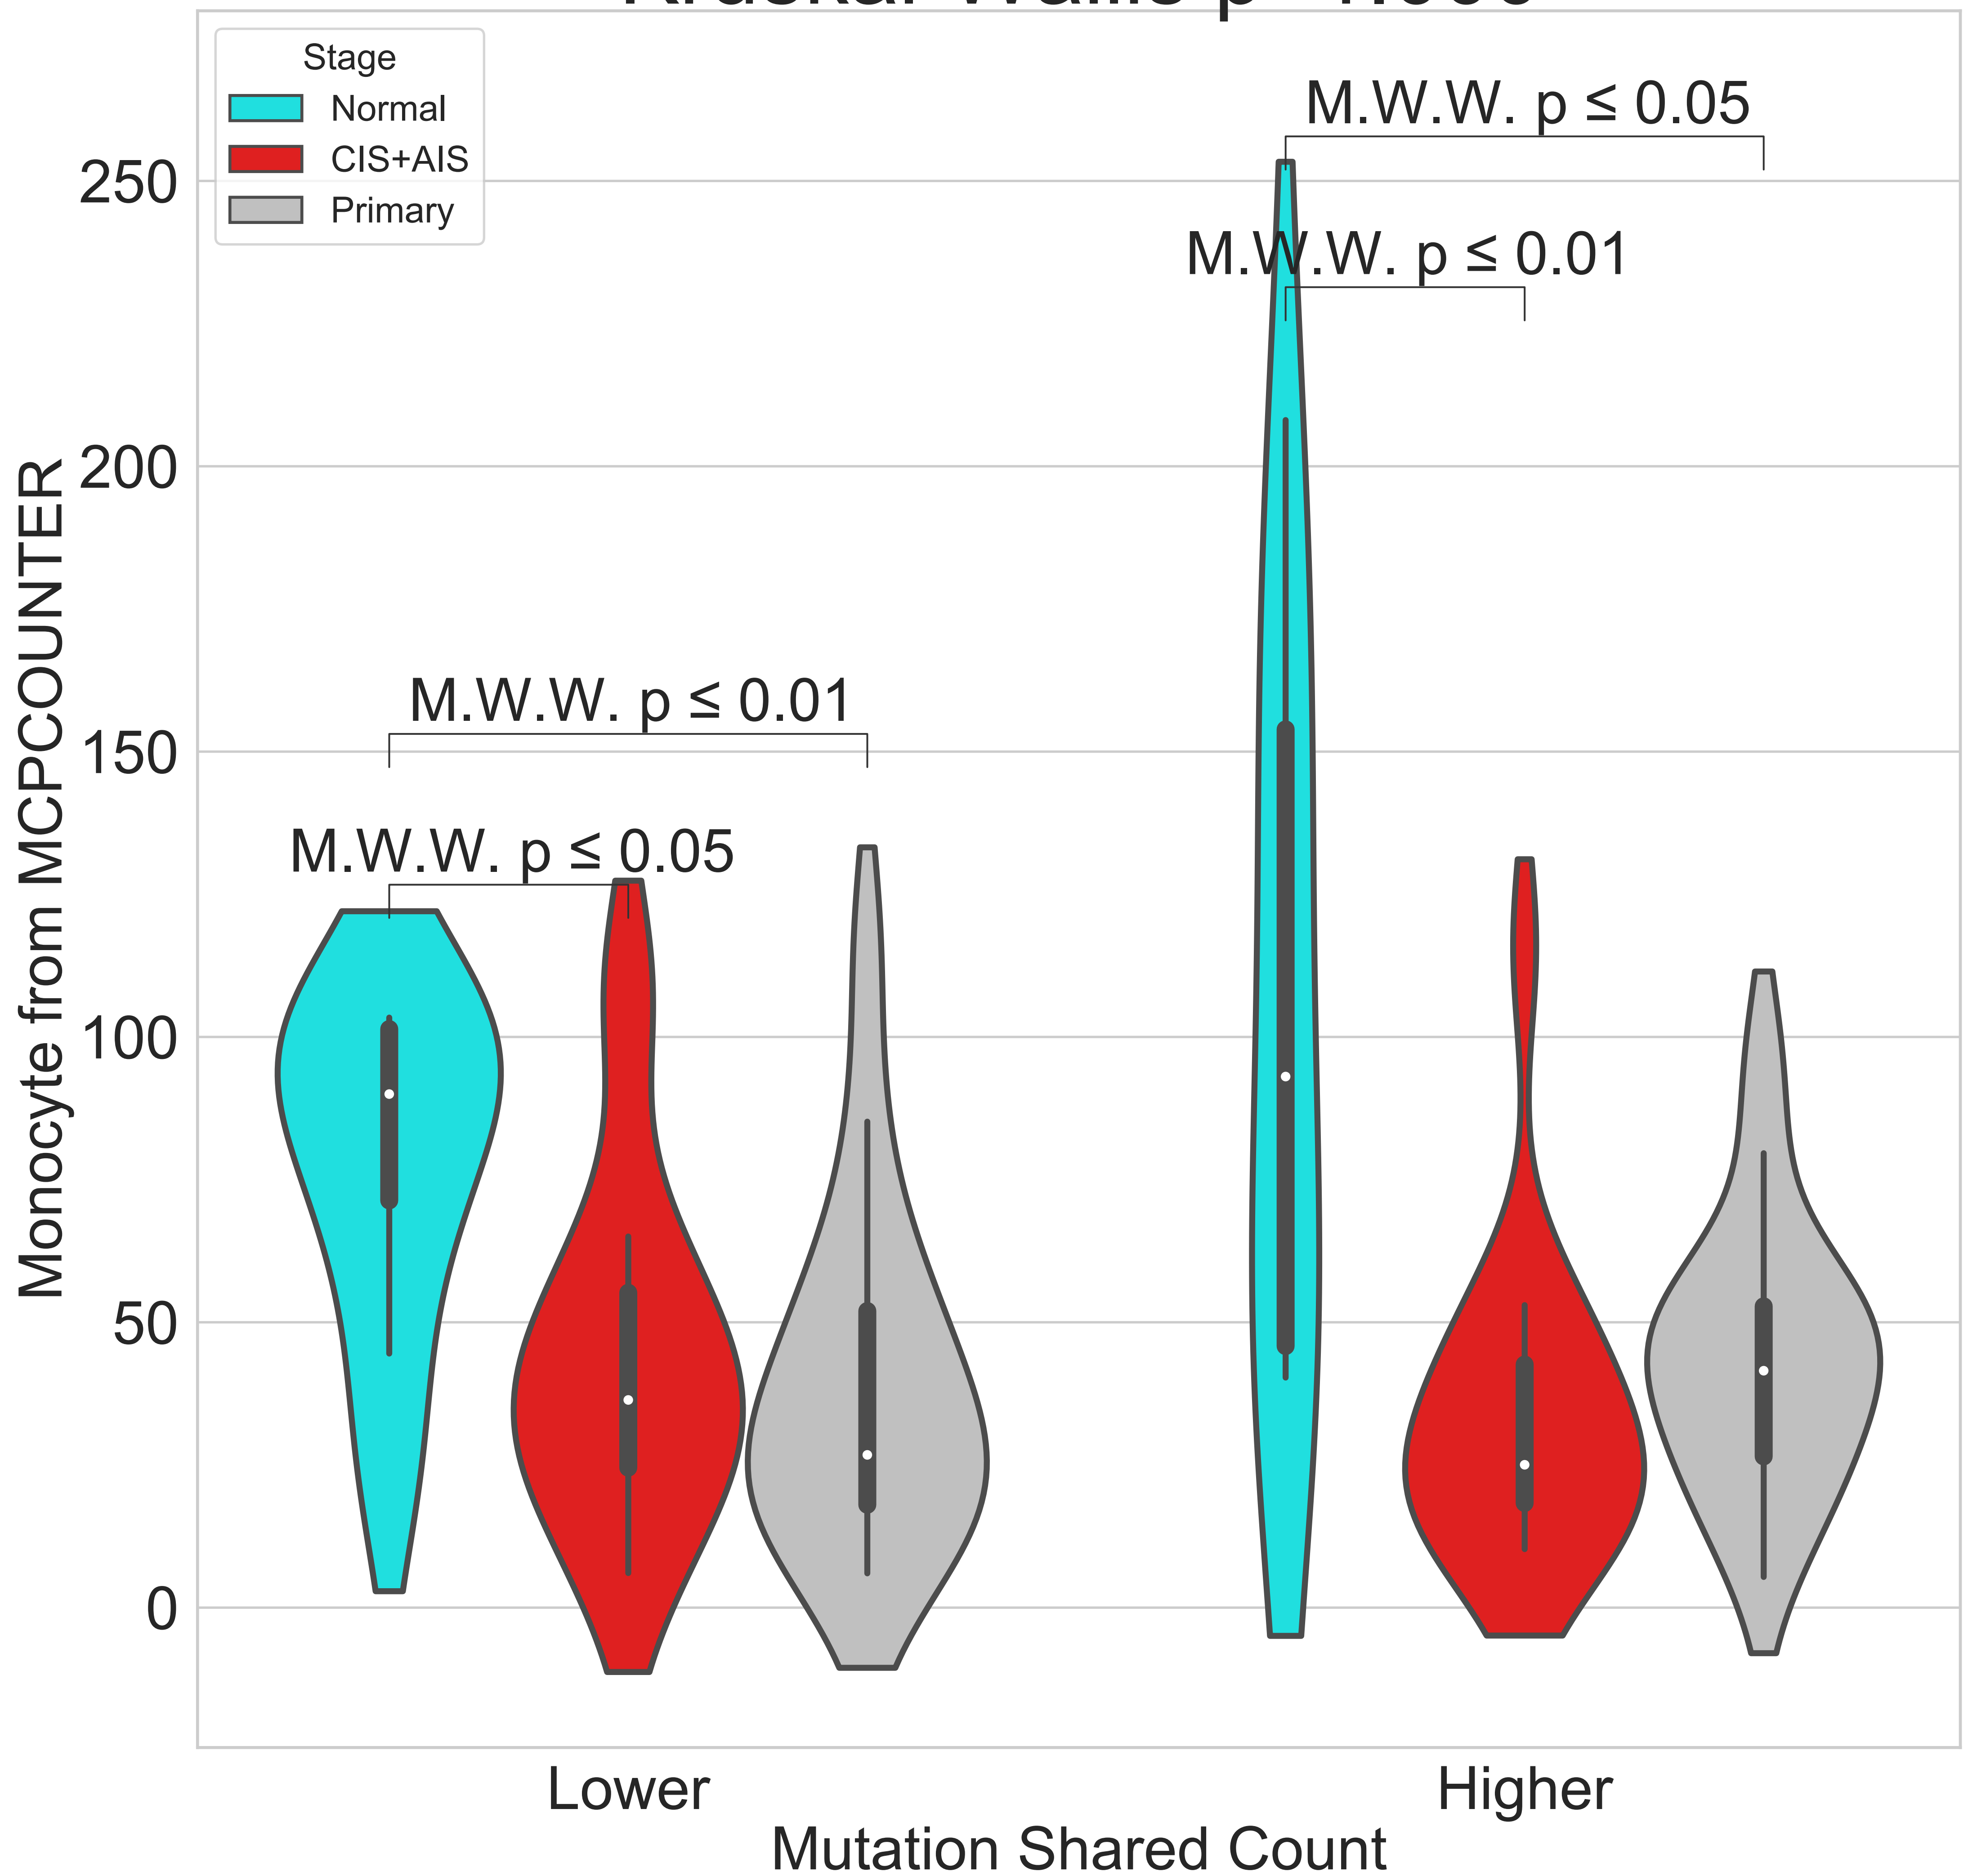 Stage
Normal
CIS+AIS
Primary
M.W.W. p ≤ 0.05
M.W.W. p ≤ 0.01
M.W.W. p ≤ 0.01
M.W.W. p ≤ 0.05
250
200
150
100
50
0
Monocyte from MCPCOUNTER
Lower
Higher
Mutation Shared Count